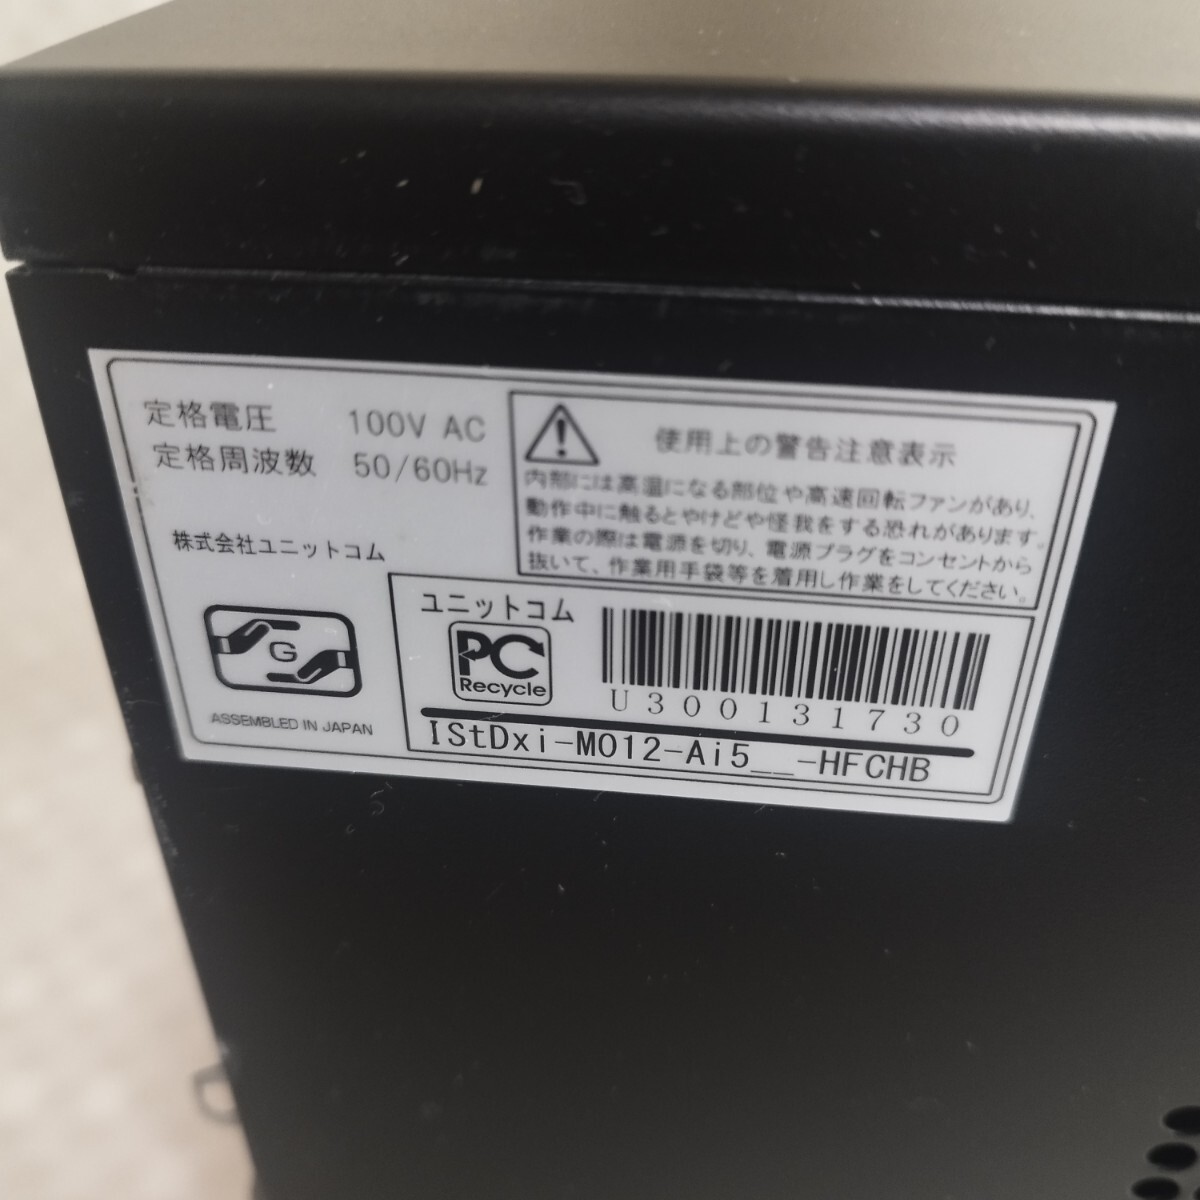 定格電圧 100V AC
定格周波数 50/60Hz
株式会社ユニットコム
G
ASSEMBLED IN JAPAN
使用上の警告注意表示
内部には高温になる部位や高速回転ファンがあり、
動作中に触るとやけどや怪我をする恐れがあります。
作業の際は電源を切り、電源プラグをコンセントから
抜いて、作業用手袋等を着用し作業をしてください。
ユニットコム
PC
Recycle
U300131730
IStDxi-M012-Ai5__-HFCHB